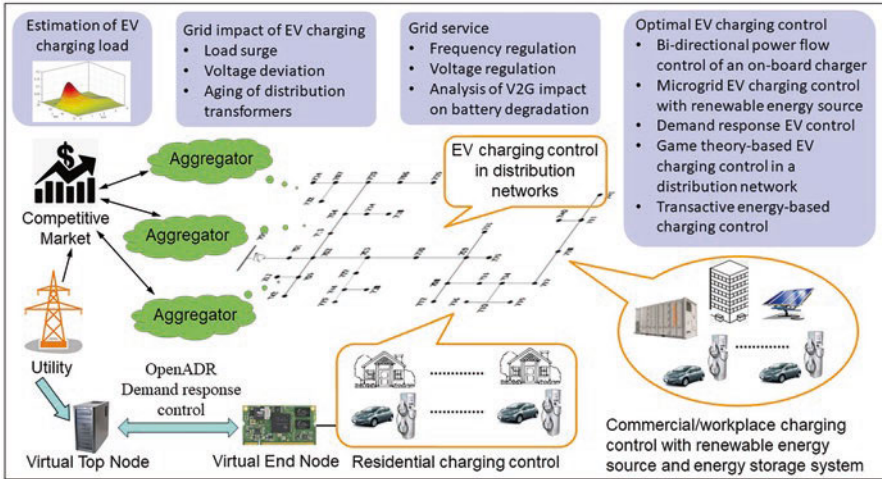 Estimation of EV
charging load
Grid impact of EV charging
• Load surge
• Voltage deviation
• Aging of distribution
transformers
Grid service
• Frequency regulation
• Voltage regulation
• Analysis of V2G impact
on battery degradation
Optimal EV charging control
• Bi-directional power flow
control of an on-board charger
• Microgrid EV charging control
with renewable energy source
• Demand response EV control
• Game theory-based EV
charging control in a
distribution network
• Transactive energy-based
charging control
$
Competitive
Market
Aggregator
Aggregator
Aggregator
EV charging control
in distribution
networks
Utility
OpenADR
Demand response
control
Virtual Top Node
Virtual End Node
Residential charging control
Commercial/workplace charging
control with renewable energy
source and energy storage system